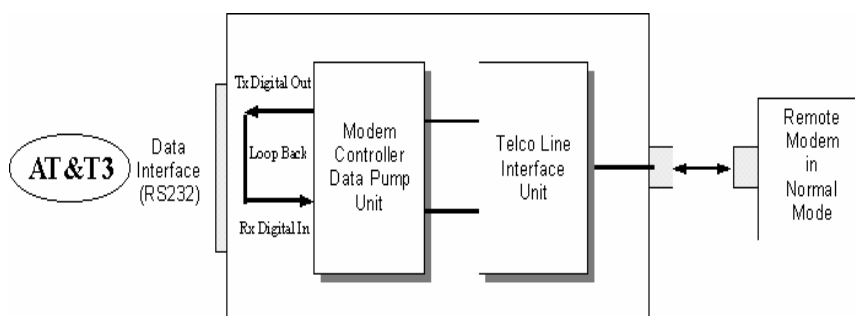 AT&T3
Data
Interface
(RS232)
Tx Digital Out
Loop Back
Rx Digital In
Modem
Controller
Data Pump
Unit
Telco Line
Interface
Unit
Remote
Modem
in
Normal
Mode